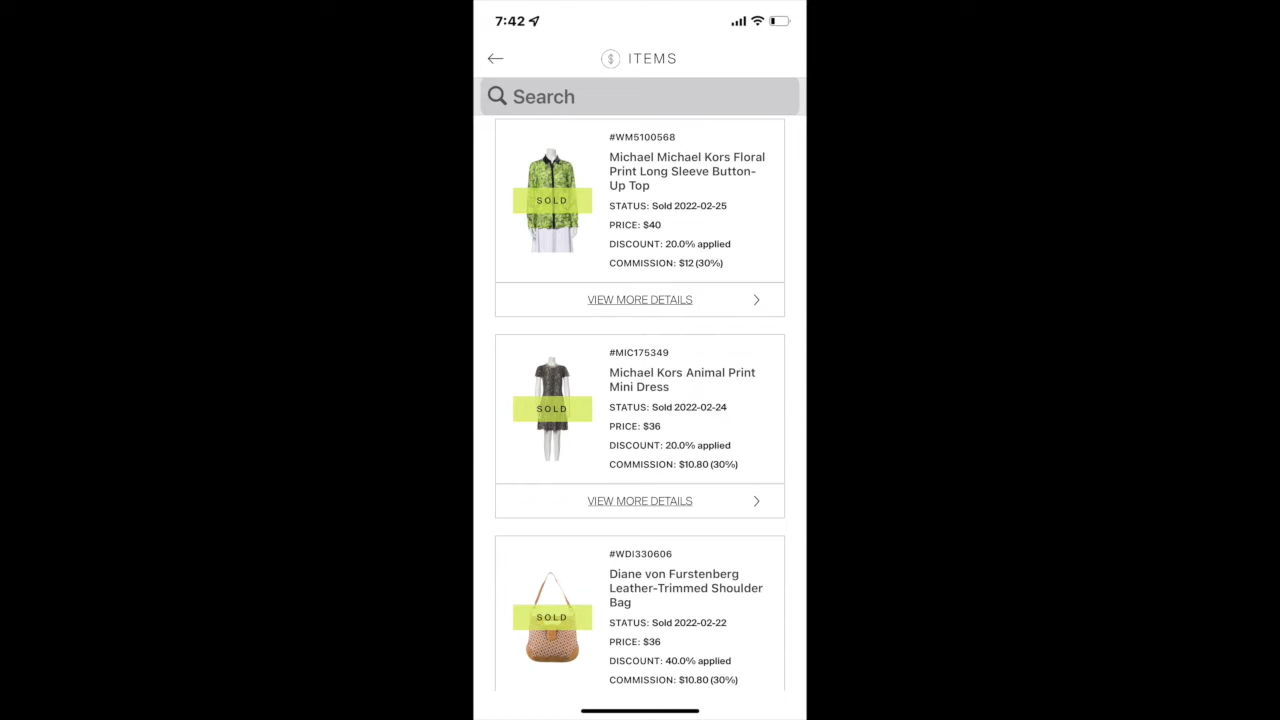 7:42
ITEMS
Search
#WM5100568
Michael Michael Kors Floral
Print Long Sleeve Button-
Up Top
STATUS: Sold 2022-02-25
PRICE: $40
DISCOUNT: 20.0% applied
COMMISSION: $12 (30%)
SOLD
VIEW MORE DETAILS
#MIC175349
Michael Kors Animal Print
Mini Dress
STATUS: Sold 2022-02-24
PRICE: $36
DISCOUNT: 20.0% applied
COMMISSION: $10.80 (30%)
SOLD
VIEW MORE DETAILS
#WDI330606
Diane von Furstenberg
Leather-Trimmed Shoulder
Bag
STATUS: Sold 2022-02-22
PRICE: $36
DISCOUNT: 40.0% applied
COMMISSION: $10.80 (30%)
SOLD